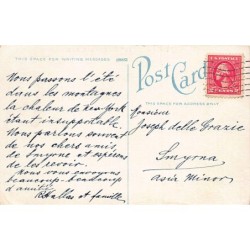 THIS SPACE FOR WRITING MESSAGES
Post Card
THIS SPACE FOR ADDRESS ONLY
Nous passons l'été
dans les montagnes
la chaleur de new-york
étant insupportable.
Nous parlons souvent
de nos chers amis,
de Smyrne et espérons
de les revoir.
Nous vous envoyons
beaucoup-beaucoup
d'amitiés
et famille
Monsieur
Joseph delle Grazie
Smyrna
Asia Minor